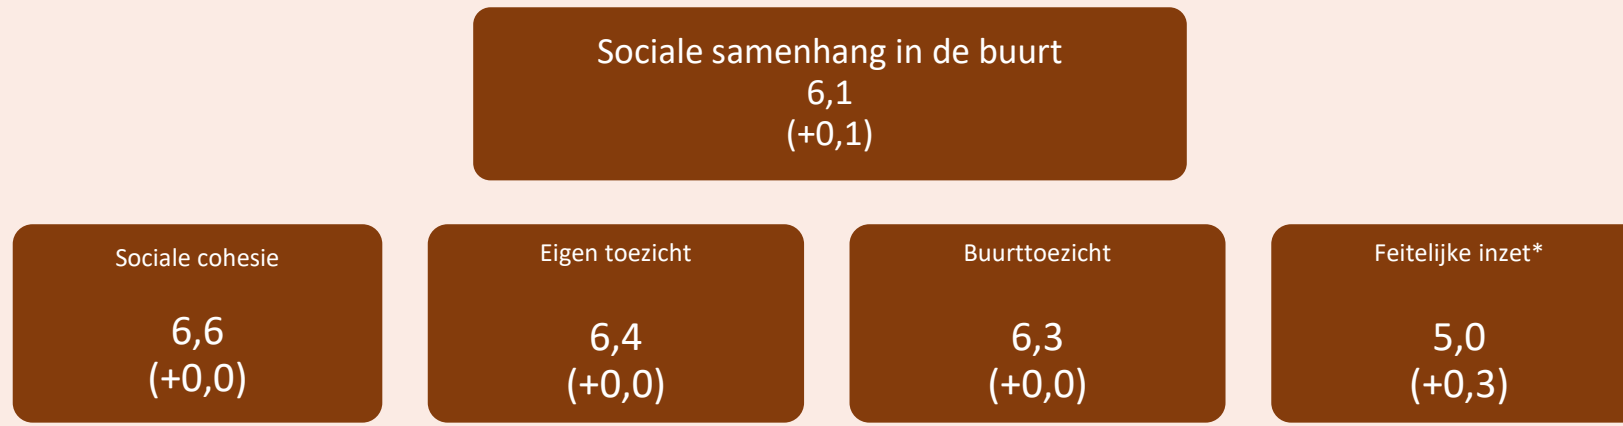 Sociale samenhang in de buurt
6,1
(+0,1)
Sociale cohesie
6,6
(+0,0)
Eigen toezicht
6,4
(+0,0)
Buurttoezicht
6,3
(+0,0)
Feitelijke inzet*
5,0
(+0,3)